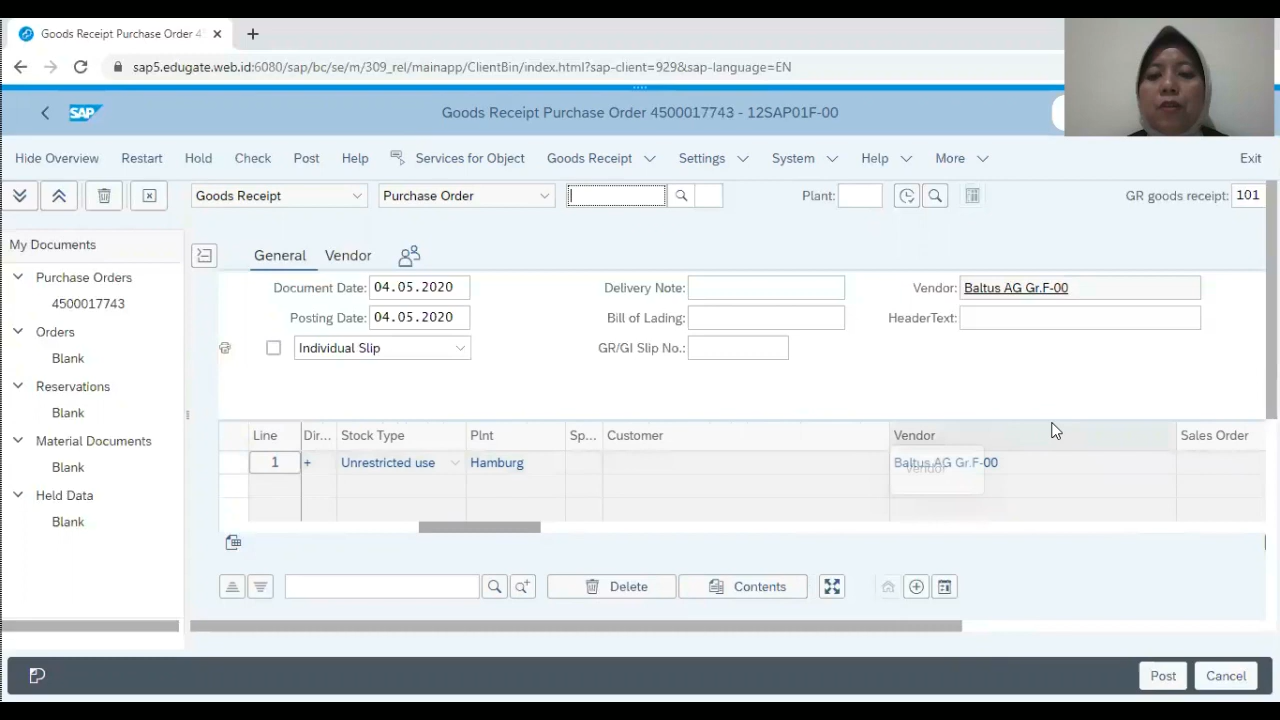 Goods Receipt Purchase Order 4
sap5.edugate.web.id:6080/sap/bc/se/m/309_rel/mainapp/ClientBin/index.html?sap-client=929&sap-language=EN
SAP Goods Receipt Purchase Order 4500017743 - 12SAP01F-00
Hide Overview Restart Hold Check Post Help Services for Object Goods Receipt Settings System Help More Exit
Goods Receipt Purchase Order Plant: GR goods receipt: 101
My Documents
Purchase Orders
4500017743
Orders
Blank
Reservations
Blank
Material Documents
Blank
Held Data
Blank
General Vendor
Document Date: 04.05.2020 Delivery Note: Vendor: Baltus AG Gr.F-00
Posting Date: 04.05.2020 Bill of Lading: HeaderText:
Individual Slip GR/GI Slip No.:
Line Dir... Stock Type Plnt Sp... Customer Vendor Sales Order
1 + Unrestricted use Hamburg Baltus AG Gr.F-00
Vendor
Delete Contents
Post Cancel